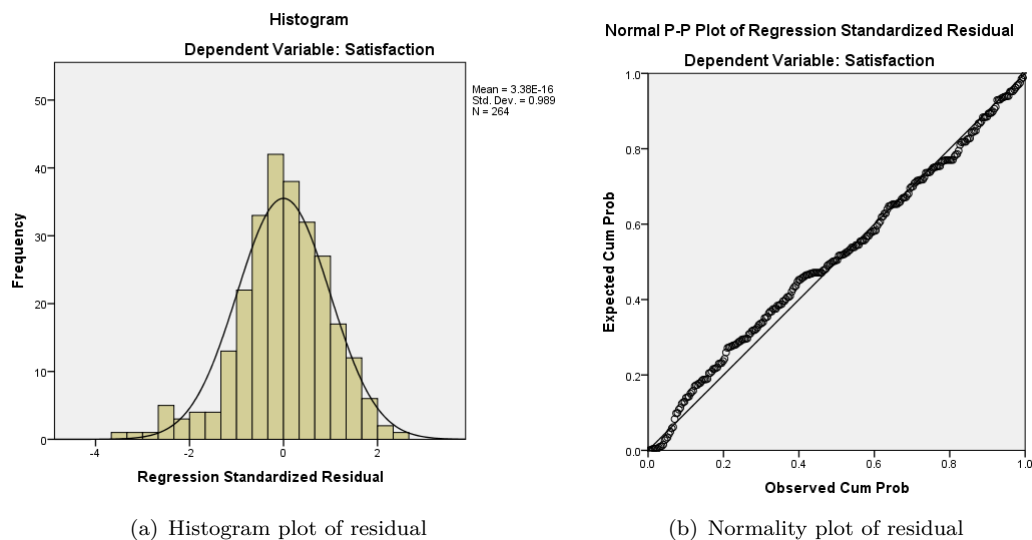 Histogram
Dependent Variable: Satisfaction
Mean = 3.38E-16
Std. Dev. = 0.989
N = 264
50
40
30
20
10
0
Frequency
-4
-2
0
2
Regression Standardized Residual
(a) Histogram plot of residual
Normal P-P Plot of Regression Standardized Residual
Dependent Variable: Satisfaction
1.0
0.8
0.6
0.4
0.2
0.0
Expected Cum Prob
0.0
0.2
0.4
0.6
0.8
1.0
Observed Cum Prob
(b) Normality plot of residual